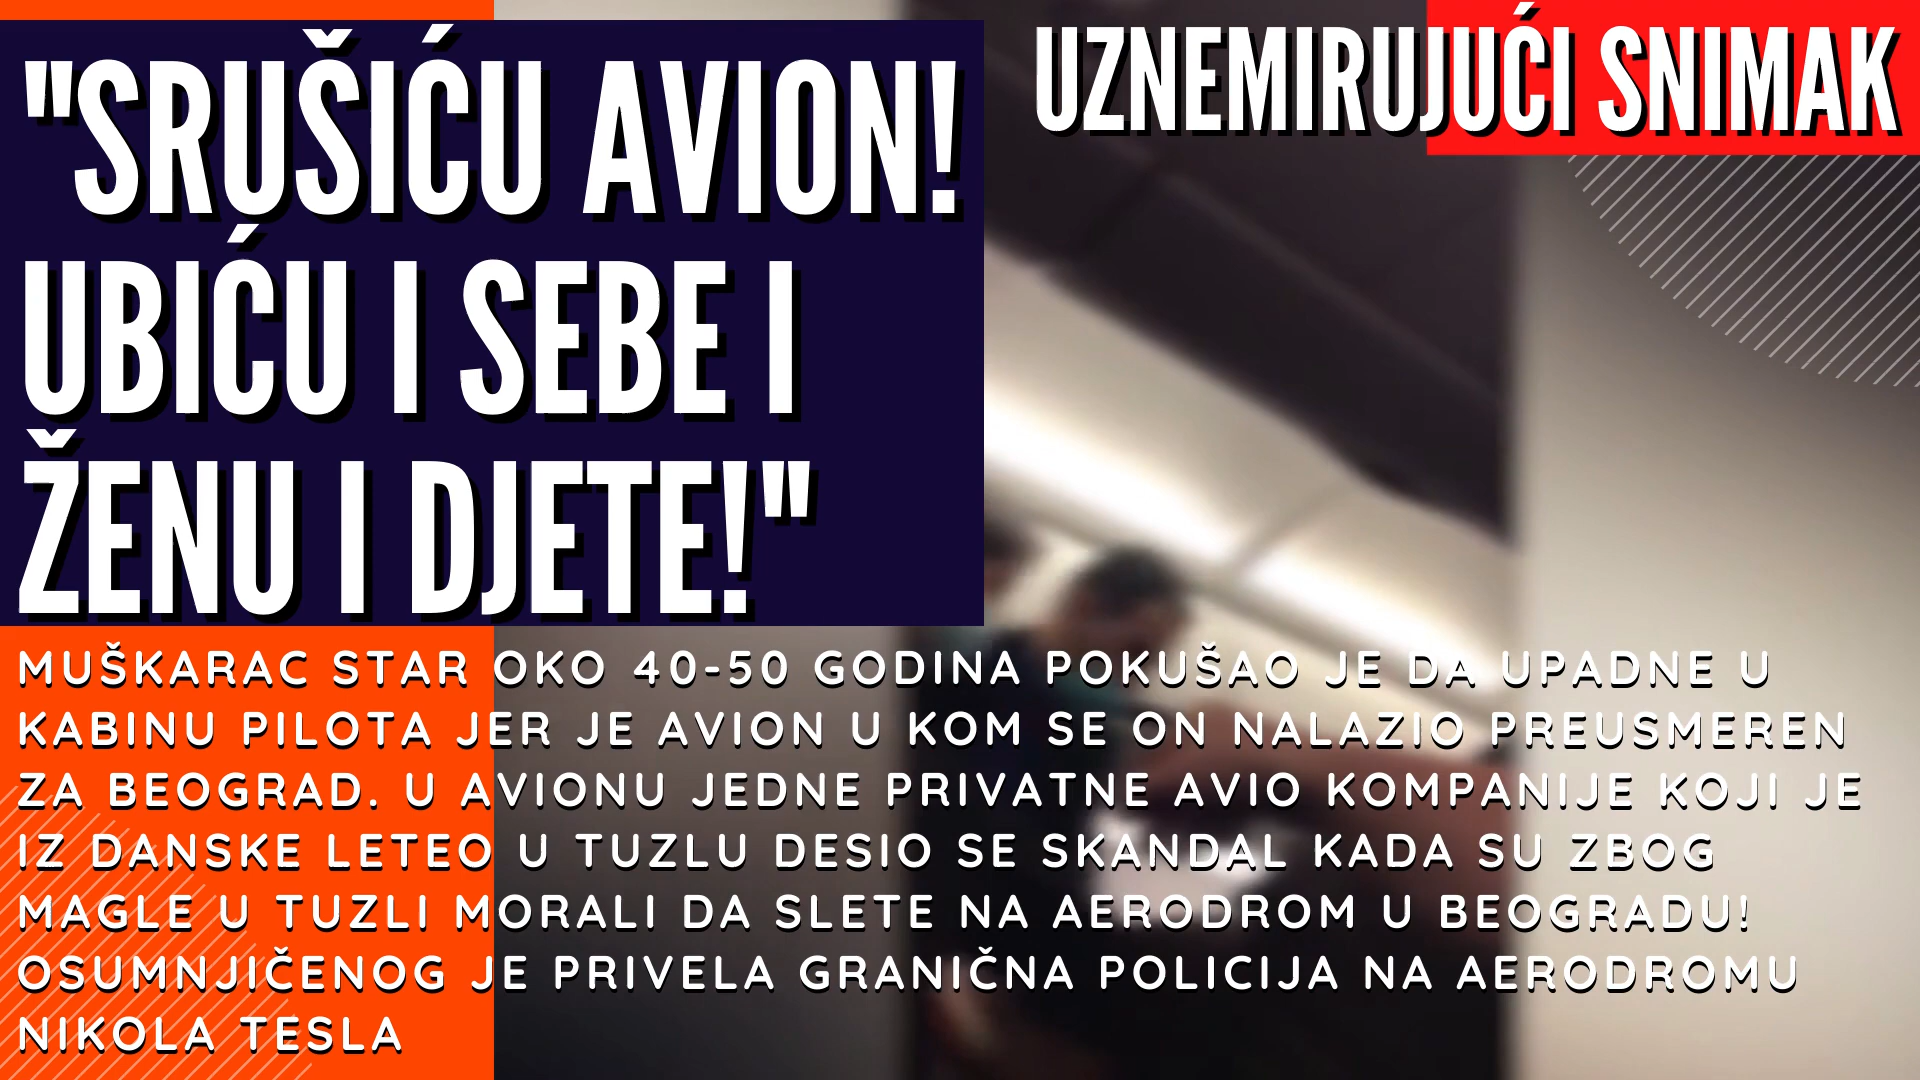 "SRUŠIĆU AVION!
UBIĆU I SEBE I
ŽENU I DJETE!"
UZNEMIRUJUĆI SNIMAK
MUŠKARAC STAR OKO 40-50 GODINA POKUŠAO JE DA UPADNE U
KABINU PILOTA JER JE AVION U KOM SE ON NALAZIO PREUSMEREN
ZA BEOGRAD. U AVIONU JEDNE PRIVATNE AVIO KOMPANIJE KOJI JE
IZ DANSKE LETEO U TUZLU DESIO SE SKANDAL KADA SU ZBOG
MAGLE U TUZLI MORALI DA SLETE NA AERODROM U BEOGRADU!
OSUMNJIČENOG JE PRIVELA GRANIČNA POLICIJA NA AERODROMU
NIKOLA TESLA